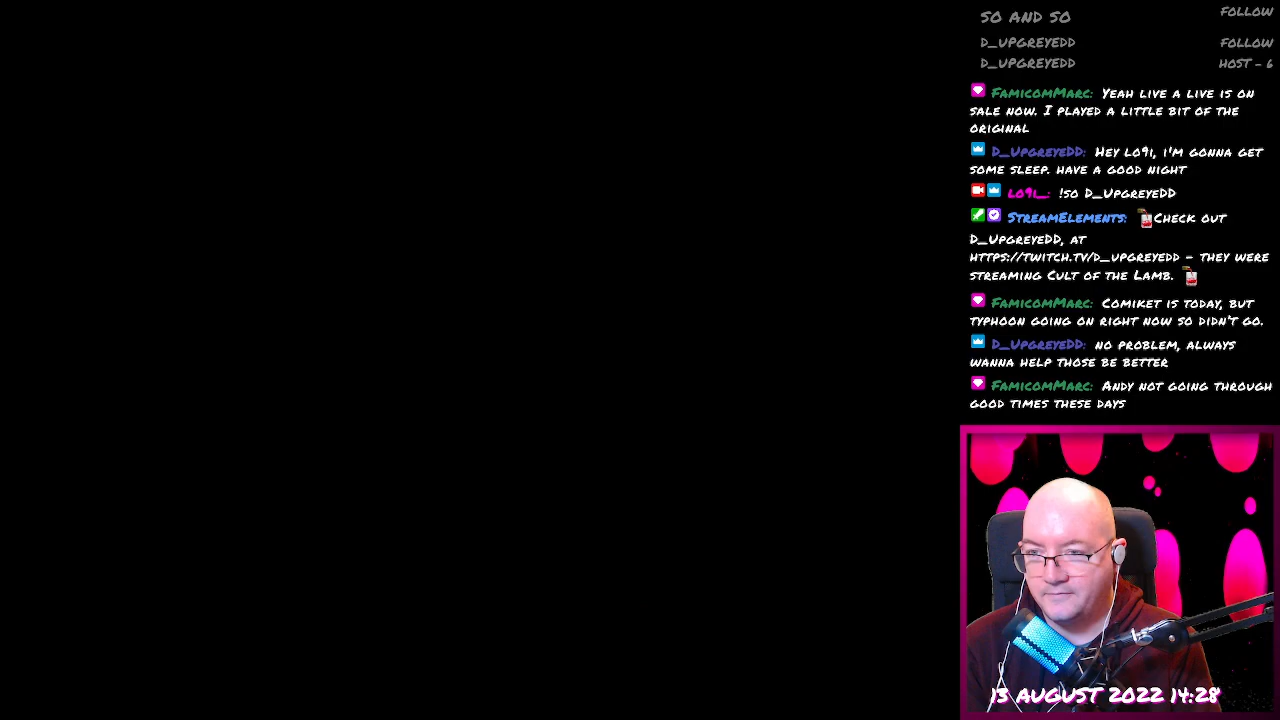 SO AND SO FOLLOW
D_UPGREYEDD FOLLOW
D_UPGREYEDD HOST - 6
FamicomMarc: Yeah live a live is on
sale now. I played a little bit of the
original
D_UpgreyeDD: Hey lo91, i'm gonna get
some sleep. have a good night
lo91_: !so D_UpgreyeDD
StreamElements: Check out
D_UpgreyeDD, at
https://twitch.tv/d_upgreyedd - they were
streaming Cult of the Lamb.
FamicomMarc: Comiket is today, but
typhoon going on right now so didn't go.
D_UpgreyeDD: no problem, always
wanna help those be better
FamicomMarc: Andy not going through
good times these days
13 AUGUST 2022 14:28